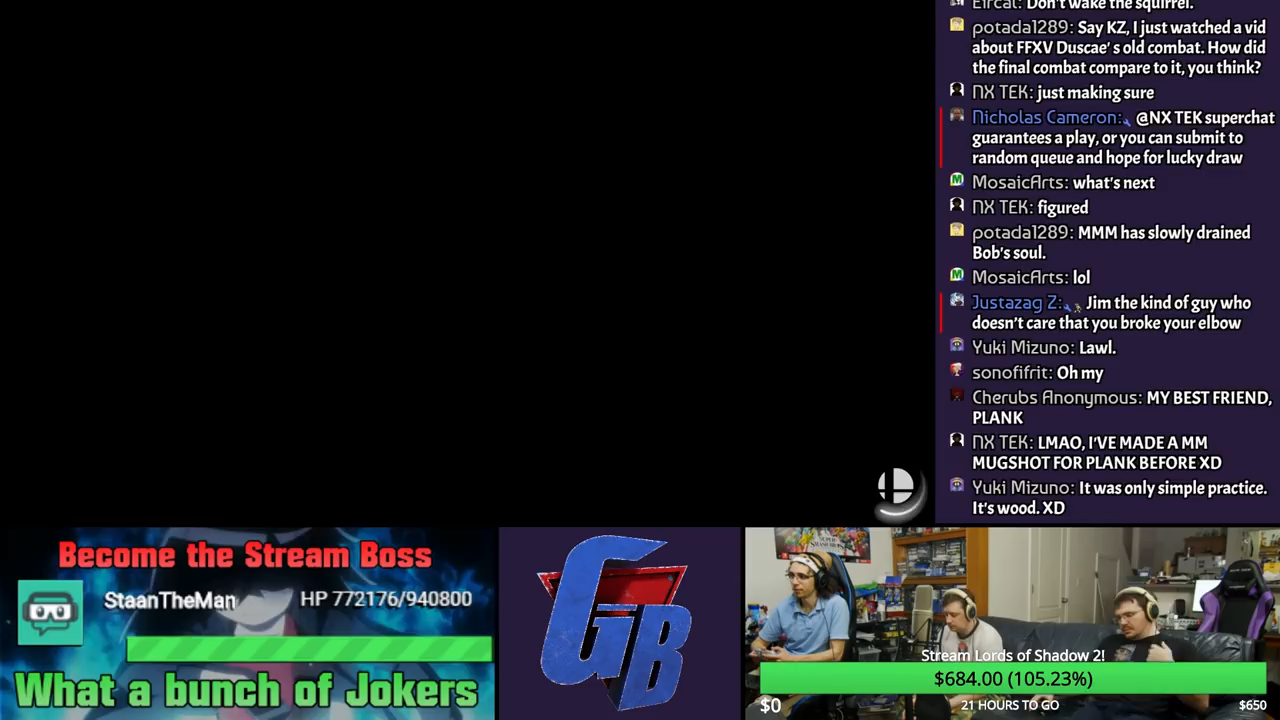 Eircal: Don't wake the squirrel.
potada1289: Say KZ, I just watched a vid
about FFXV Duscae' s old combat. How did
the final combat compare to it, you think?
NX TEK: just making sure
Nicholas Cameron: @NX TEK superchat
guarantees a play, or you can submit to
random queue and hope for lucky draw
MosaicArts: what's next
NX TEK: figured
potada1289: MMM has slowly drained
Bob's soul.
MosaicArts: lol
Justazag Z: Jim the kind of guy who
doesn't care that you broke your elbow
Yuki Mizuno: Lawl.
sonofifrit: Oh my
Cherubs Anonymous: MY BEST FRIEND,
PLANK
NX TEK: LMAO, I'VE MADE A MM
MUGSHOT FOR PLANK BEFORE XD
Yuki Mizuno: It was only simple practice.
It's wood. XD
Become the Stream Boss
StaanTheMan HP 772176/940800
What a bunch of Jokers
GB
Stream Lords of Shadow 2!
$684.00 (105.23%)
$0 21 HOURS TO GO $650